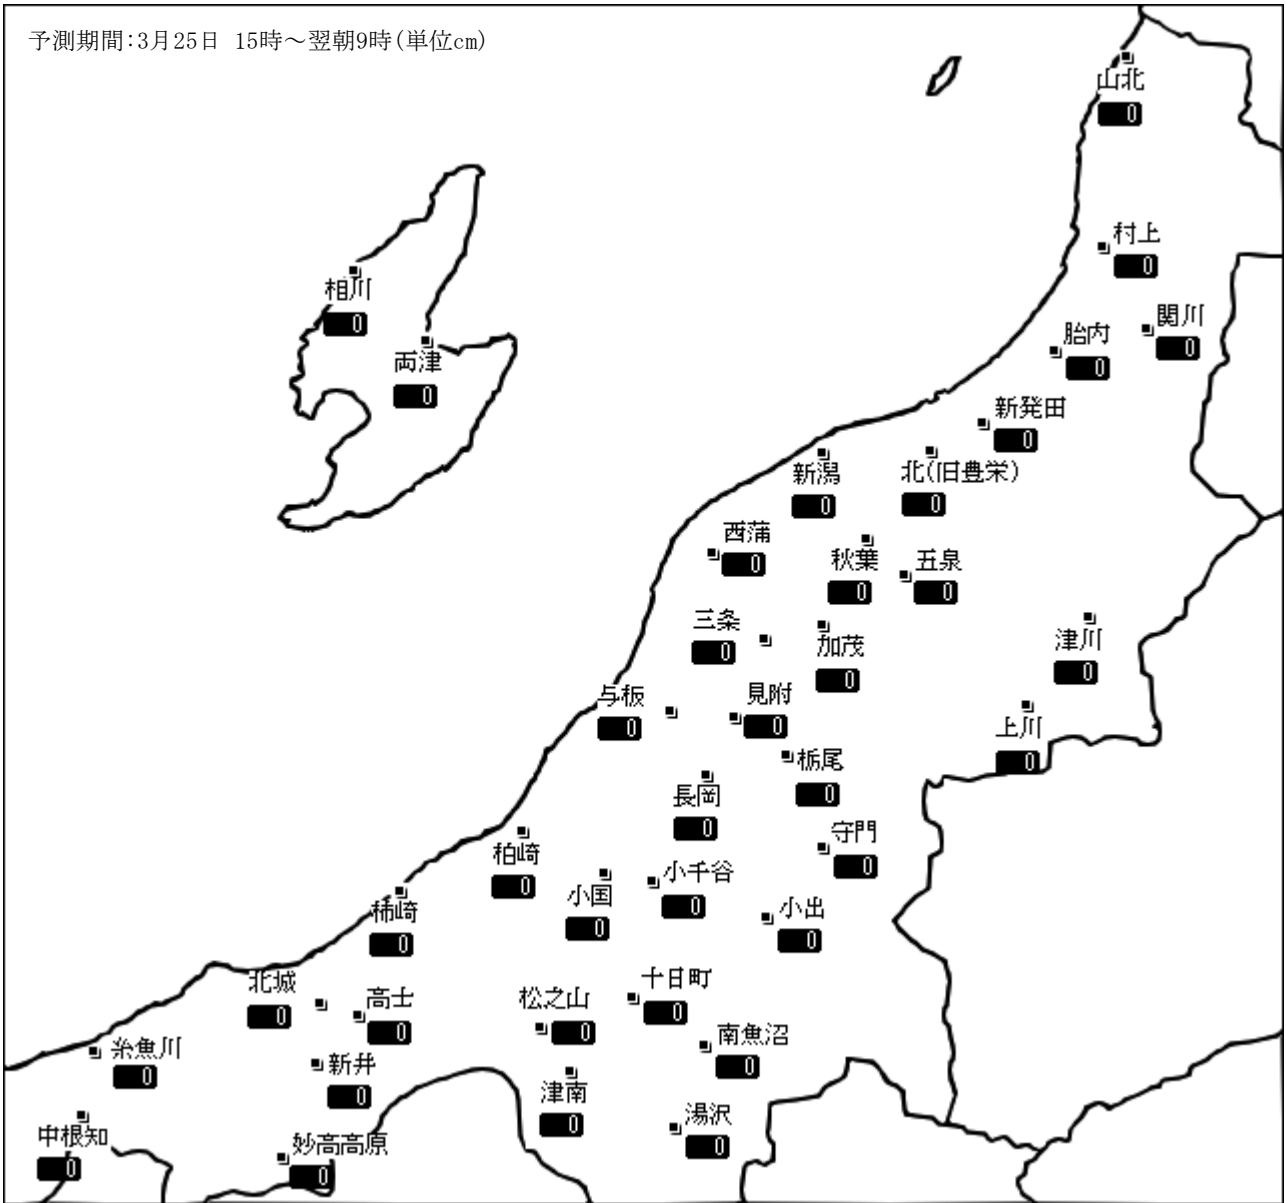 予測期間:3月25日 15時～翌朝9時(単位cm)
山北
0
村上
0
相川
0
関川
0
胎内
0
両津
0
新発田
0
新潟
0
北(旧豊栄)
0
西蒲
0
秋葉
0
五泉
0
三条
0
加茂
0
津川
0
与板
0
見附
0
上川
0
栃尾
0
長岡
0
守門
0
柏崎
0
小国
0
小千谷
0
小出
0
柿崎
0
北城
0
高士
0
松之山
0
十日町
0
南魚沼
0
糸魚川
0
新井
0
津南
0
湯沢
0
中根知
0
妙高高原
0